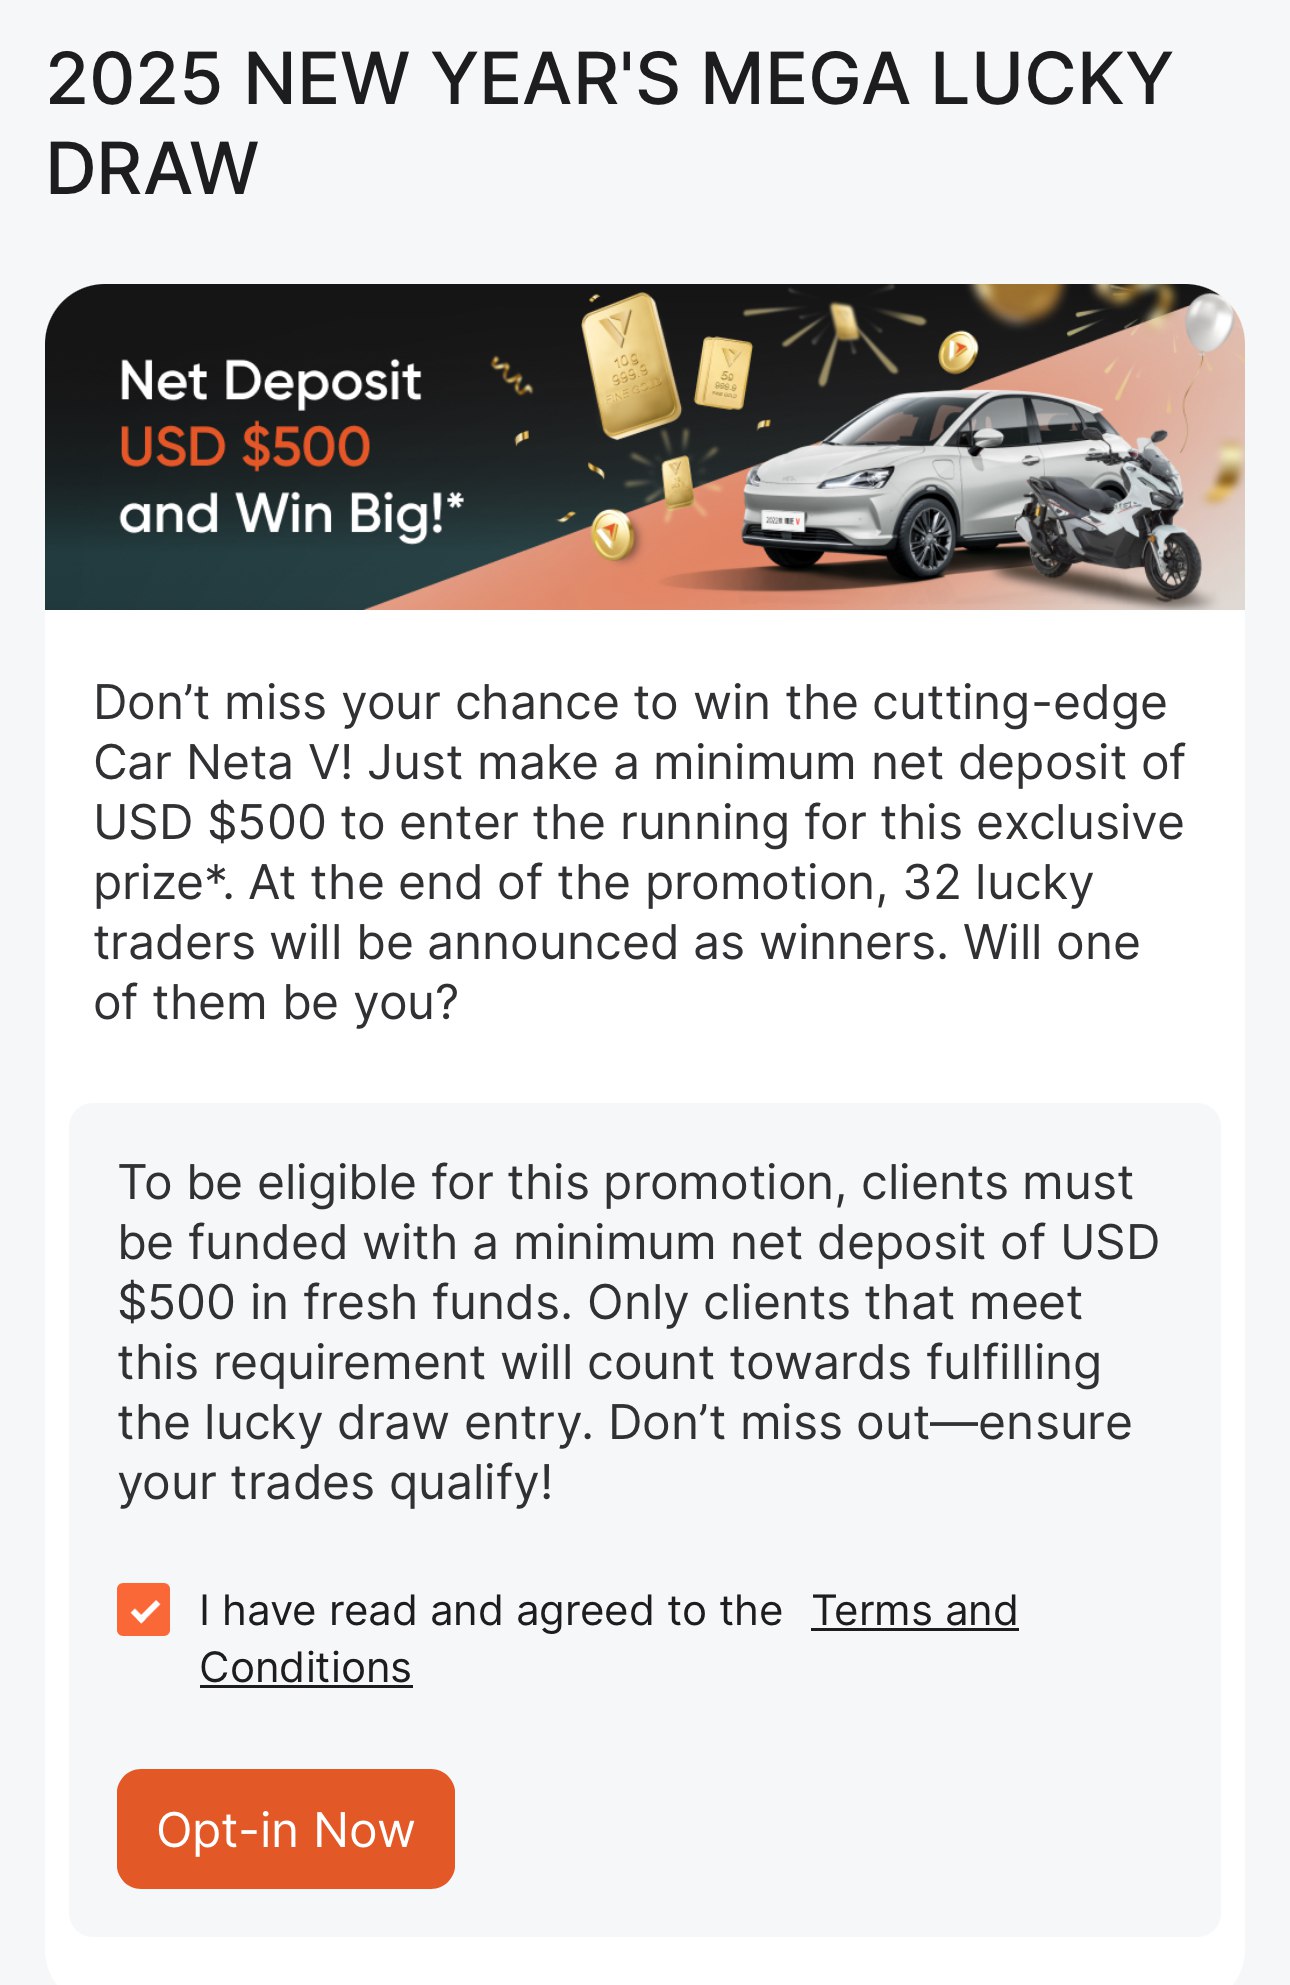 2025 NEW YEAR'S MEGA LUCKY
DRAW
Net Deposit
USD $500
and Win Big!*
10g
999.9
FINE GOLD
5g
999.9
FINE GOLD
Don’t miss your chance to win the cutting-edge
Car Neta V! Just make a minimum net deposit of
USD $500 to enter the running for this exclusive
prize*. At the end of the promotion, 32 lucky
traders will be announced as winners. Will one
of them be you?
To be eligible for this promotion, clients must
be funded with a minimum net deposit of USD
$500 in fresh funds. Only clients that meet
this requirement will count towards fulfilling
the lucky draw entry. Don’t miss out—ensure
your trades qualify!
I have read and agreed to the Terms and
Conditions
Opt-in Now